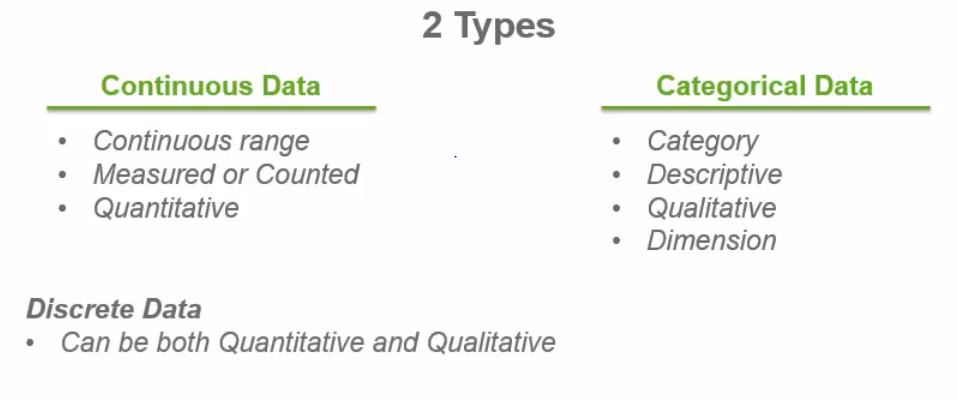 2 Types
Continuous Data
• Continuous range
• Measured or Counted
• Quantitative
Categorical Data
• Category
• Descriptive
• Qualitative
• Dimension
Discrete Data
• Can be both Quantitative and Qualitative